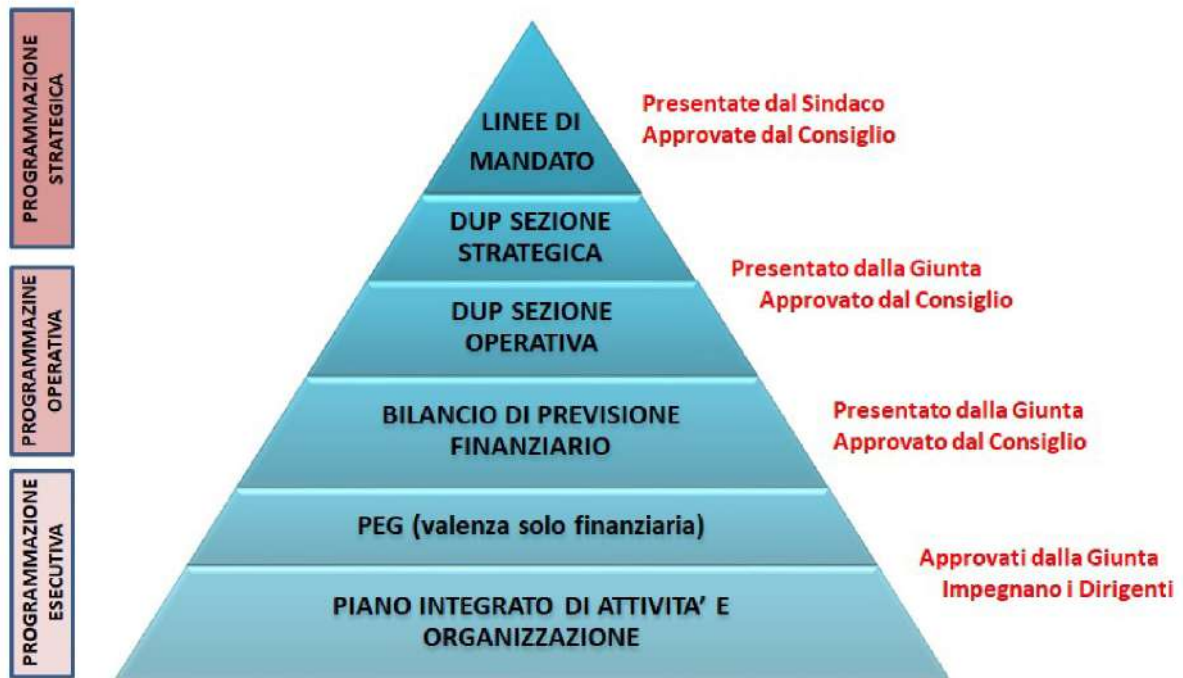 PROGRAMMAZIONE
STRATEGICA
LINEE DI
MANDATO
Presentate dal Sindaco
Approvate dal Consiglio
DUP SEZIONE
STRATEGICA
Presentato dalla Giunta
Approvato dal Consiglio
PROGRAMMAZINE
OPERATIVA
DUP SEZIONE
OPERATIVA
BILANCIO DI PREVISIONE
FINANZIARIO
Presentato dalla Giunta
Approvato dal Consiglio
PROGRAMMAZIONE
ESECUTIVA
PEG (valenza solo finanziaria)
Approvati dalla Giunta
Impegnano i Dirigenti
PIANO INTEGRATO DI ATTIVITA’ E
ORGANIZZAZIONE